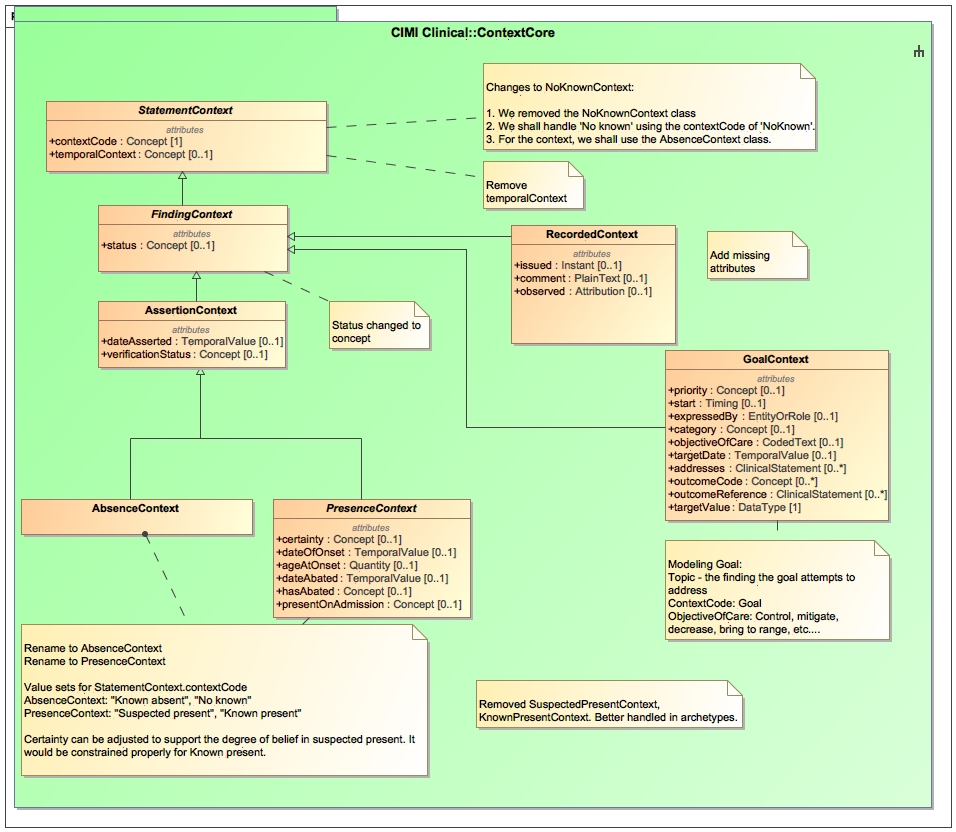 CIMI Clinical::ContextCore
StatementContext
attributes
+contextCode : Concept [1]
+temporalContext : Concept [0..1]
Changes to NoKnownContext:
1. We removed the NoKnownContext class
2. We shall handle 'No known' using the contextCode of 'NoKnown'.
3. For the context, we shall use the AbsenceContext class.
Remove
temporalContext
FindingContext
attributes
+status : Concept [0..1]
RecordedContext
attributes
+issued : Instant [0..1]
+comment : PlainText [0..1]
+observed : Attribution [0..1]
Add missing
attributes
AssertionContext
attributes
+dateAsserted : TemporalValue [0..1]
+verificationStatus : Concept [0..1]
Status changed to
concept
GoalContext
attributes
+priority : Concept [0..1]
+start : Timing [0..1]
+expressedBy : EntityOrRole [0..1]
+category : Concept [0..1]
+objectiveOfCare : CodedText [0..1]
+targetDate : TemporalValue [0..1]
+addresses : ClinicalStatement [0..*]
+outcomeCode : Concept [0..*]
+outcomeReference : ClinicalStatement [0..*]
+targetValue : DataType [1]
AbsenceContext
PresenceContext
attributes
+certainty : Concept [0..1]
+dateOfOnset : TemporalValue [0..1]
+ageAtOnset : Quantity [0..1]
+dateAbated : TemporalValue [0..1]
+hasAbated : Concept [0..1]
+presentOnAdmission : Concept [0..1]
Modeling Goal:
Topic - the finding the goal attempts to
address
ContextCode: Goal
ObjectiveOfCare: Control, mitigate,
decrease, bring to range, etc....
Rename to AbsenceContext
Rename to PresenceContext
Value sets for StatementContext.contextCode
AbsenceContext: "Known absent", "No known"
PresenceContext: "Suspected present", "Known present"
Certainty can be adjusted to support the degree of belief in suspected present. It
would be constrained properly for Known present.
Removed SuspectedPresentContext,
KnownPresentContext. Better handled in archetypes.